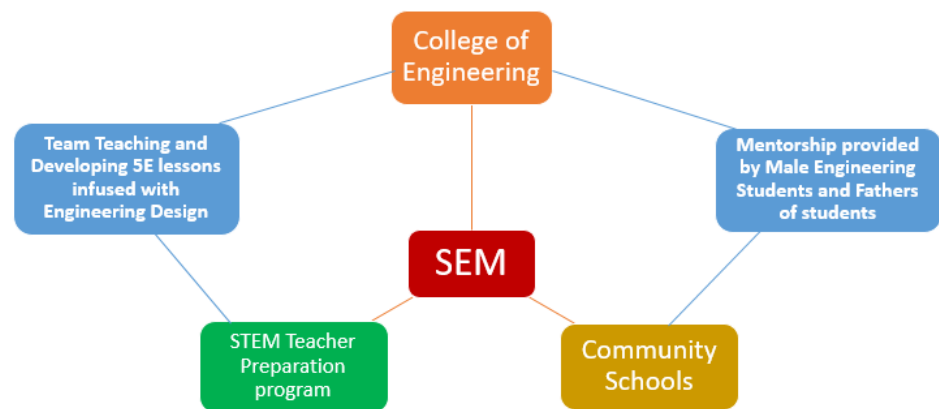 College of
Engineering
Team Teaching and
Developing 5E lessons
infused with
Engineering Design
Mentorship provided
by Male Engineering
Students and Fathers
of students
SEM
STEM Teacher
Preparation
program
Community
Schools